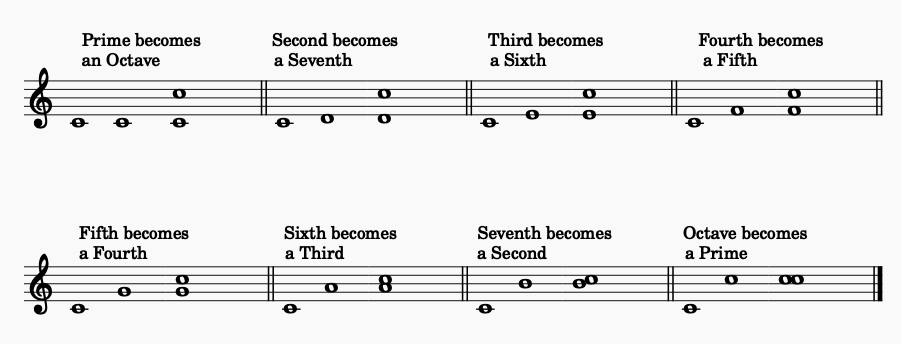 Prime becomes
an Octave
Second becomes
a Seventh
Third becomes
a Sixth
Fourth becomes
a Fifth
Fifth becomes
a Fourth
Sixth becomes
a Third
Seventh becomes
a Second
Octave becomes
a Prime